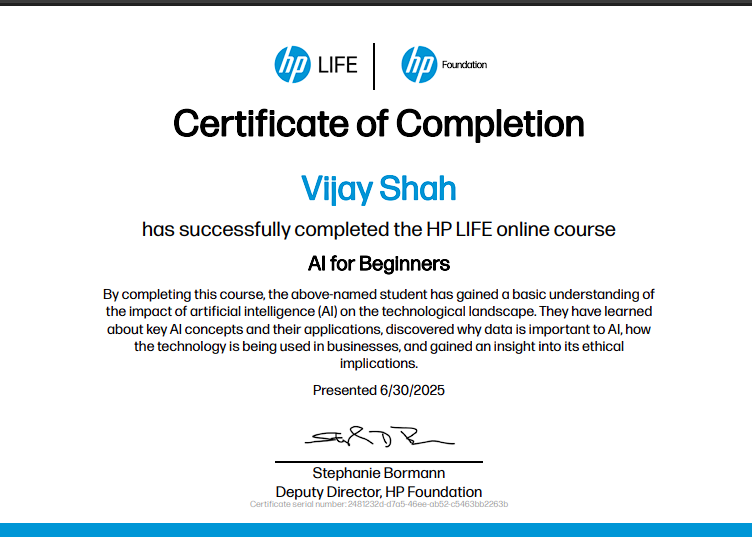 hp LIFE hp Foundation
Certificate of Completion
Vijay Shah
has successfully completed the HP LIFE online course
AI for Beginners
By completing this course, the above-named student has gained a basic understanding of
the impact of artificial intelligence (AI) on the technological landscape. They have learned
about key AI concepts and their applications, discovered why data is important to AI, how
the technology is being used in businesses, and gained an insight into its ethical
implications.
Presented 6/30/2025
Stephanie Bormann
Deputy Director, HP Foundation
Certificate serial number: 2481232d-d7a5-46ee-ab52-c5463bb2263b